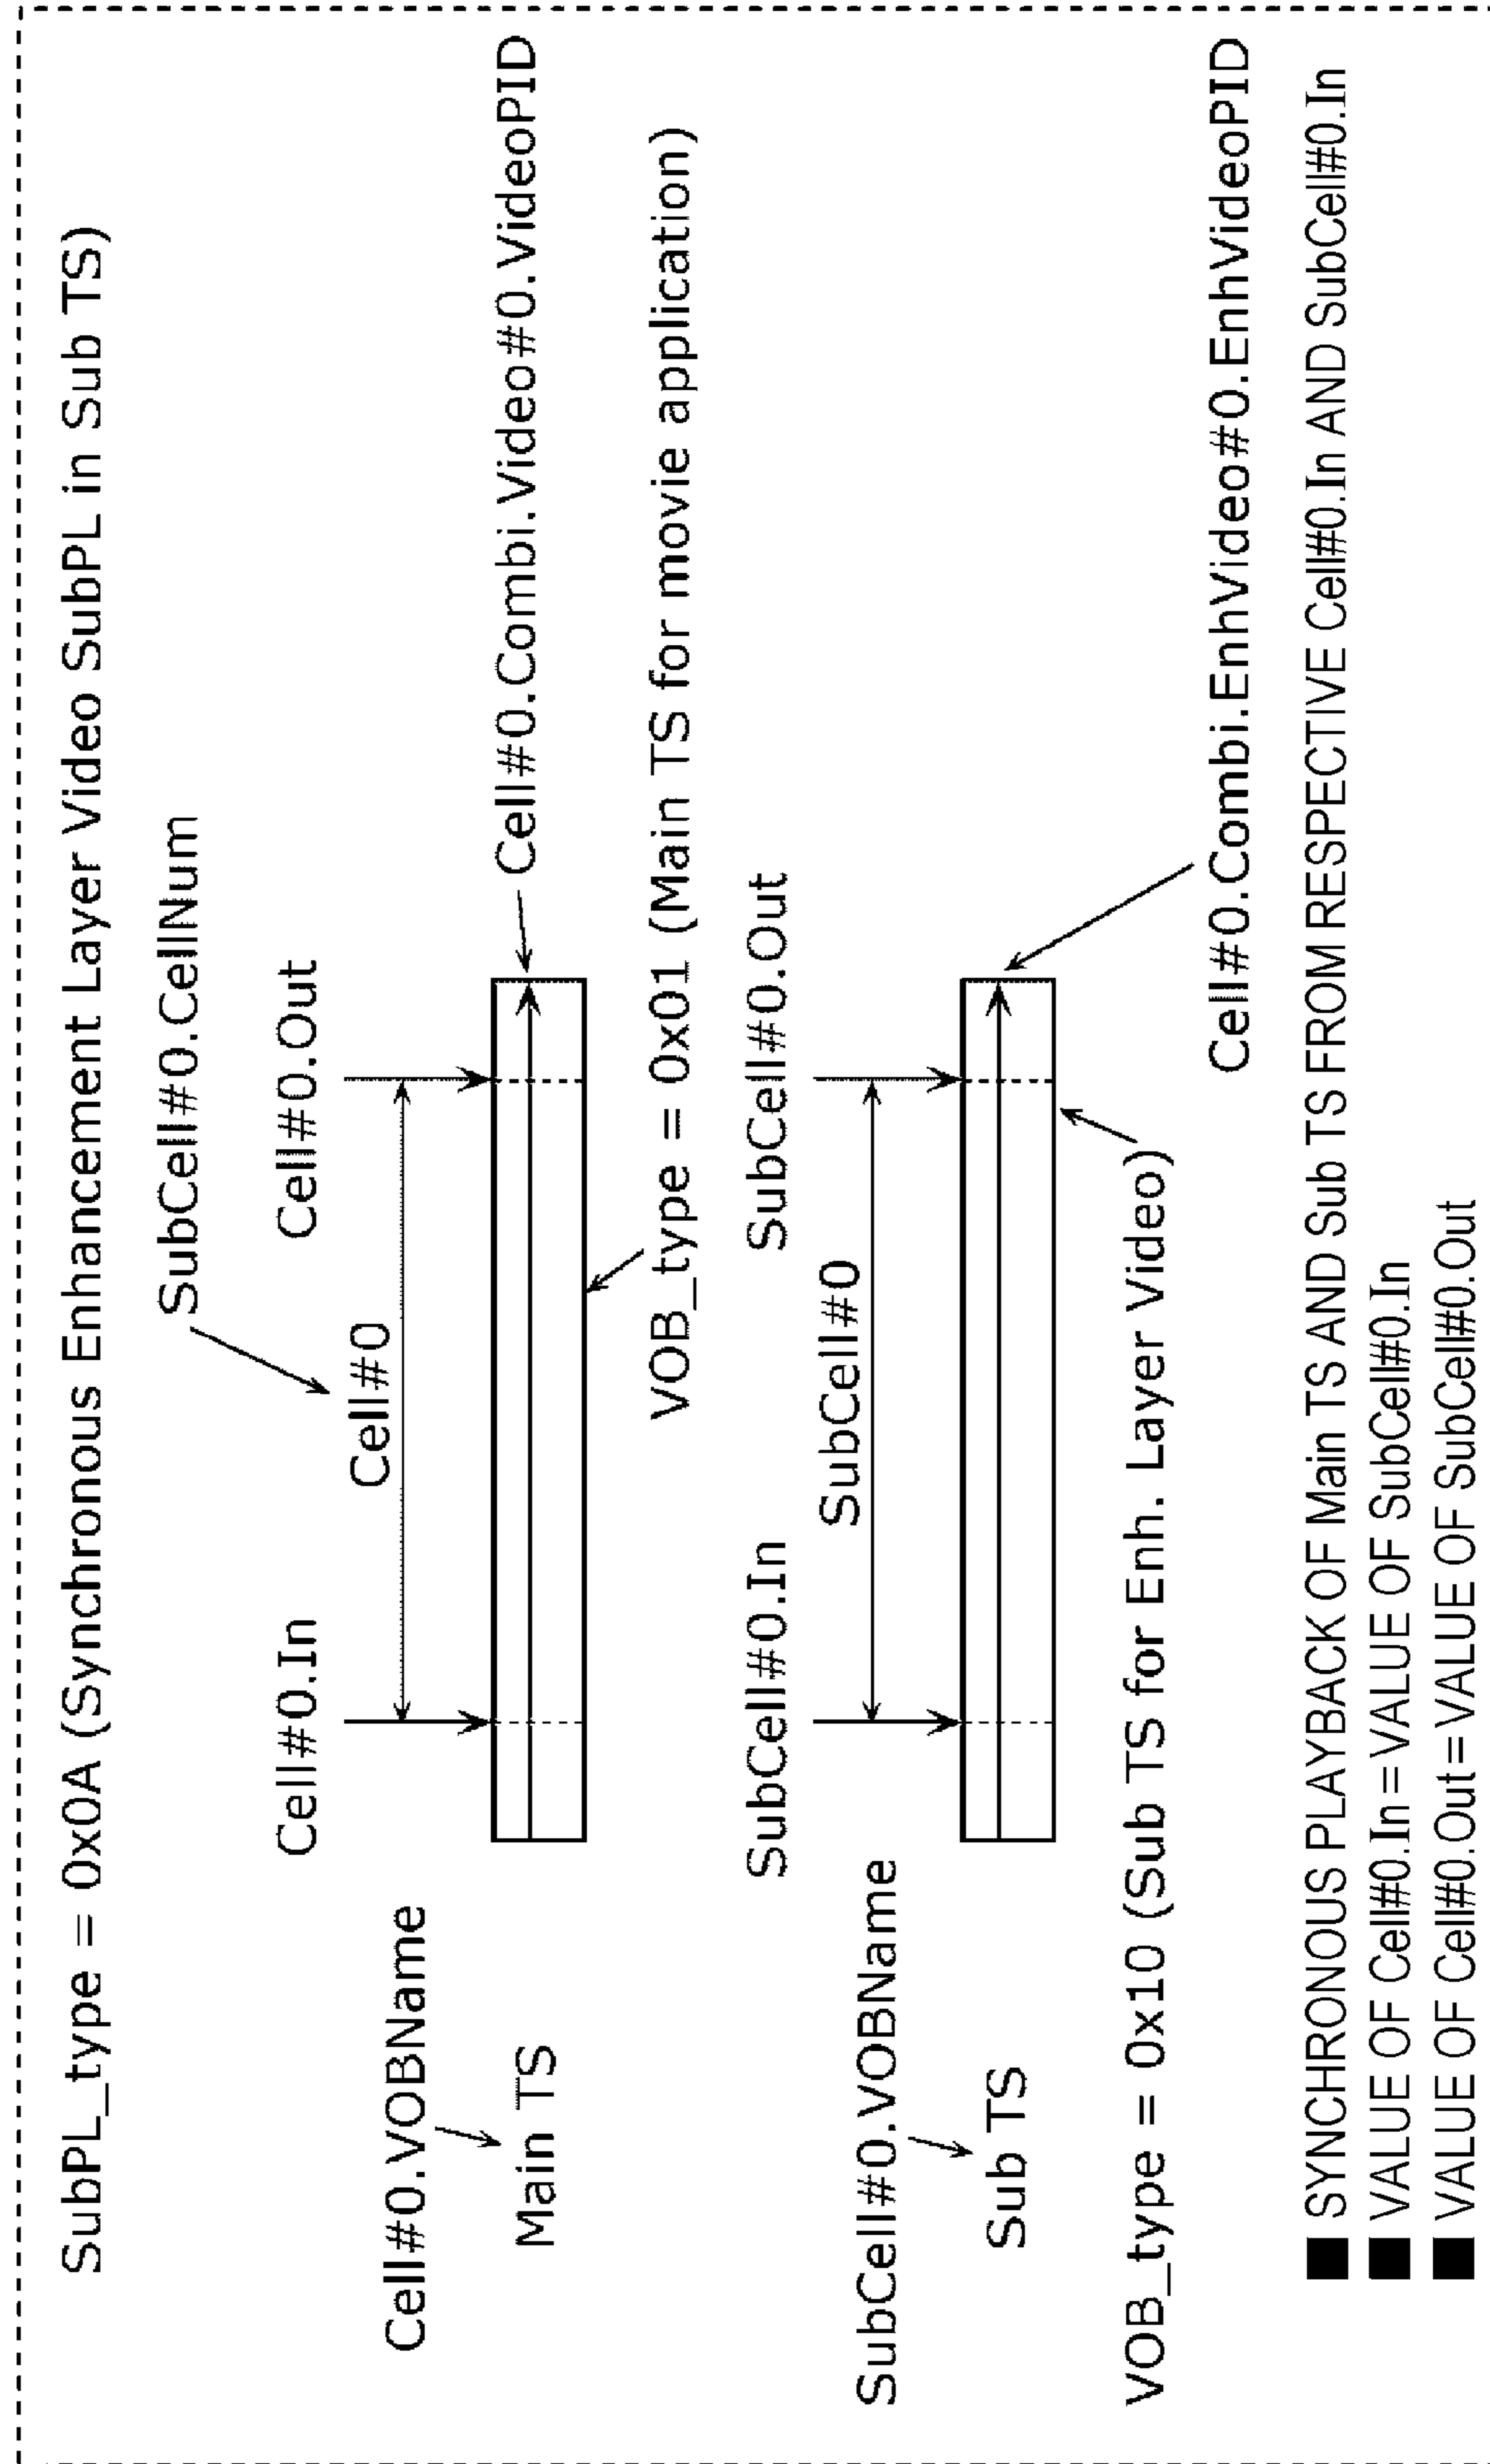 SubPL_type = 0x0A (Synchronous Enhancement Layer Video SubPL in Sub TS)
SubCell#0.CellNum
Cell#0.In
Cell#0.Out
Cell#0
Cell#0.VOBName
Main TS
Cell#0.Combi.Video#0.VideoPID
VOB_type = 0x01 (Main TS for movie application)
SubCell#0.In
SubCell#0.Out
SubCell#0
SubCell#0.VOBName
Sub TS
VOB_type = 0x10 (Sub TS for Enh. Layer Video)
Cell#0.Combi.EnhVideo#0.EnhVideoPID
■ SYNCHRONOUS PLAYBACK OF Main TS AND Sub TS FROM RESPECTIVE Cell#0.In AND SubCell#0.In
■ VALUE OF Cell#0.In=VALUE OF SubCell#0.In
■ VALUE OF Cell#0.Out=VALUE OF SubCell#0.Out